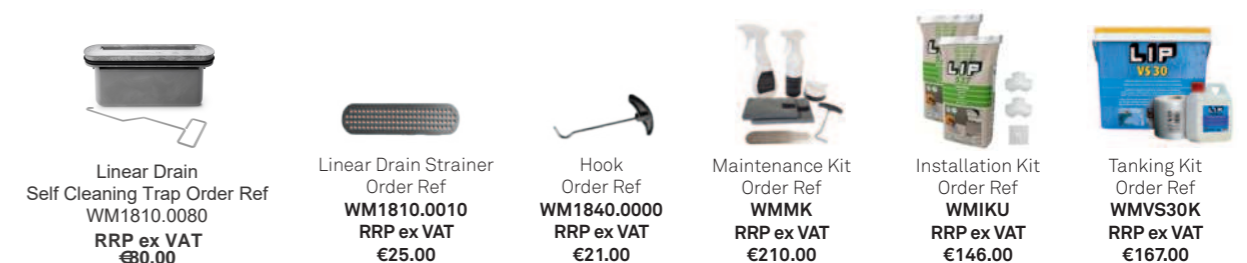 Linear Drain
Self Cleaning Trap Order Ref
WM1810.0080
RRP ex VAT
€80.00
Linear Drain Strainer
Order Ref
WM1810.0010
RRP ex VAT
€25.00
Hook
Order Ref
WM1840.0000
RRP ex VAT
€21.00
Maintenance Kit
Order Ref
WMMK
RRP ex VAT
€210.00
LIP
Installation Kit
Order Ref
WMIKU
RRP ex VAT
€146.00
LIP
VS 30
Tanking Kit
Order Ref
WMVS30K
RRP ex VAT
€167.00